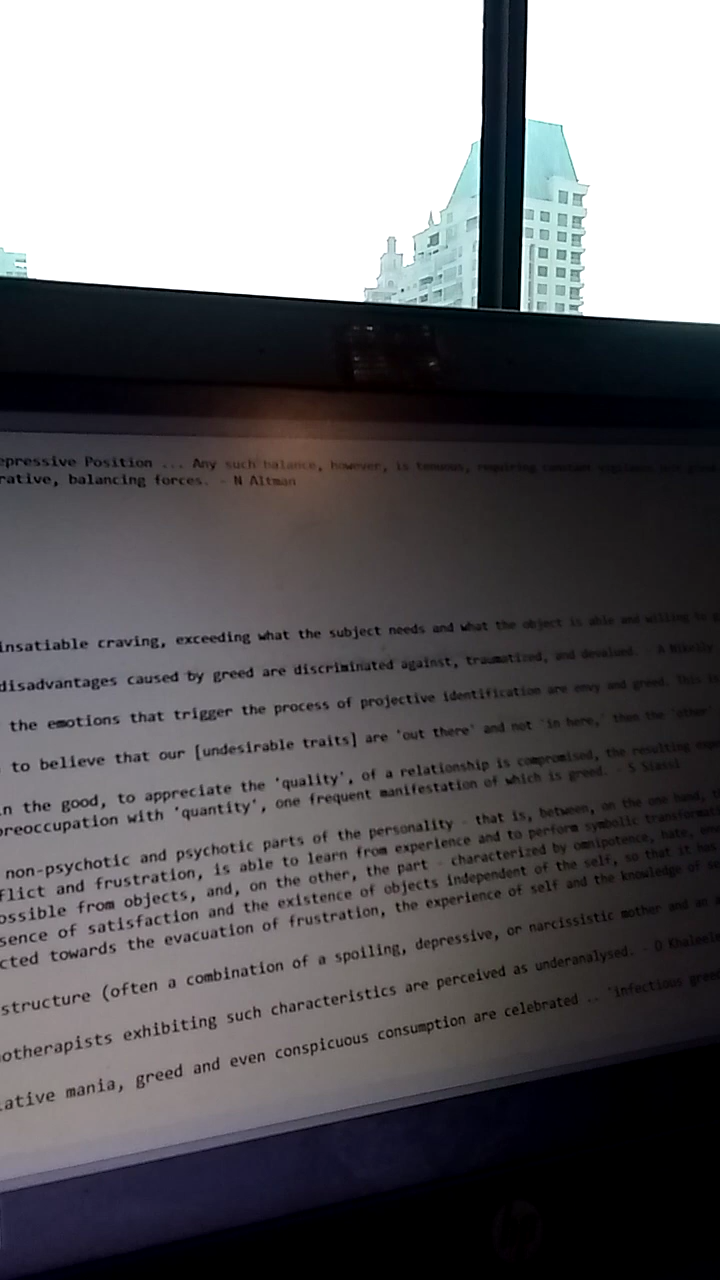 epressive Position ... Any such balance, however, is tenuous, requiring constant vigilance
rative, balancing forces. - N Altman
insatiable craving, exceeding what the subject needs and what the object is able and willing to
disadvantages caused by greed are discriminated against, traumatized, and devalued. - A Nikelly
the emotions that trigger the process of projective identification are envy and greed. This
to believe that our [undesirable traits] are 'out there' and not 'in here,' then the 'other'
n the good, to appreciate the 'quality', of a relationship is compromised, the resulting
preoccupation with 'quantity', one frequent manifestation of which is greed. - S Siassi
non-psychotic and psychotic parts of the personality - that is, between, on the one hand,
flict and frustration, is able to learn from experience and to perform symbolic
ossible from objects, and, on the other, the part - characterized by omnipotence, hate,
sence of satisfaction and the existence of objects independent of the self, so that it has
cted towards the evacuation of frustration, the experience of self and the knowledge of
structure (often a combination of a spoiling, depressive, or narcissistic mother and an
otherapists exhibiting such characteristics are perceived as underanalysed. - O Khaleelee
lative mania, greed and even conspicuous consumption are celebrated -- 'infectious greed